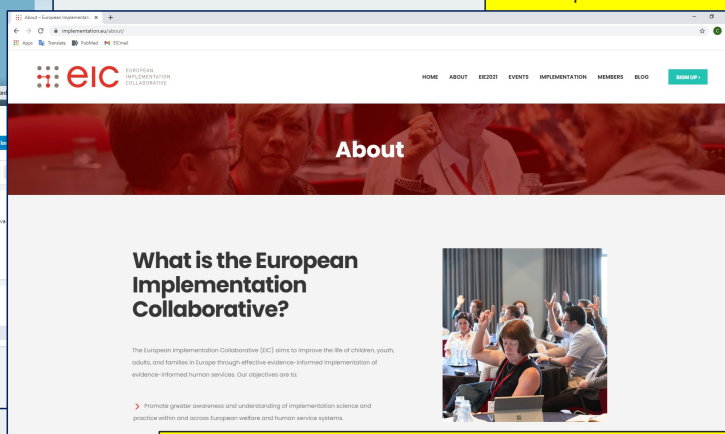 About – European Implementati
implementation.eu/about/
Apps Translate PubMed EICmail
eic EUROPEAN
IMPLEMENTATION
COLLABORATIVE
HOME ABOUT EIE2021 EVENTS IMPLEMENTATION MEMBERS BLOG SIGN UP ›
About
What is the European
Implementation
Collaborative?
The European Implementation Collaborative (EIC) aims to improve the life of children, youth,
adults, and families in Europe through effective evidence-informed implementation of
evidence-informed human services. Our objectives are to:
Promote greater awareness and understanding of implementation science and
practice within and across European welfare and human service systems.